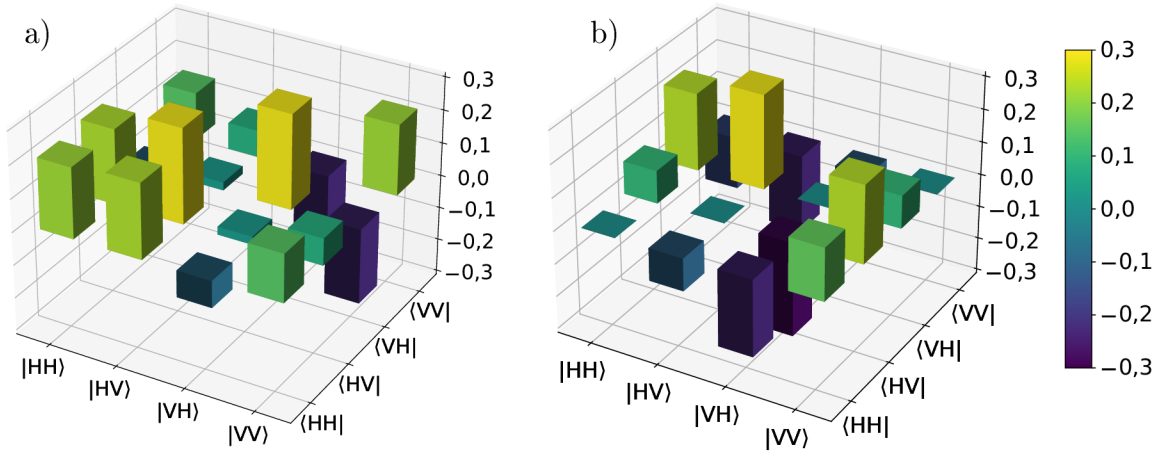 a)
0,3
0,2
0,1
0,0
−0,1
−0,2
−0,3
|HH⟩
|HV⟩
|VH⟩
|VV⟩
⟨HH|
⟨HV|
⟨VH|
⟨VV|
b)
0,3
0,2
0,1
0,0
−0,1
−0,2
−0,3
|HH⟩
|HV⟩
|VH⟩
|VV⟩
⟨HH|
⟨HV|
⟨VH|
⟨VV|
0,3
0,2
0,1
0,0
−0,1
−0,2
−0,3